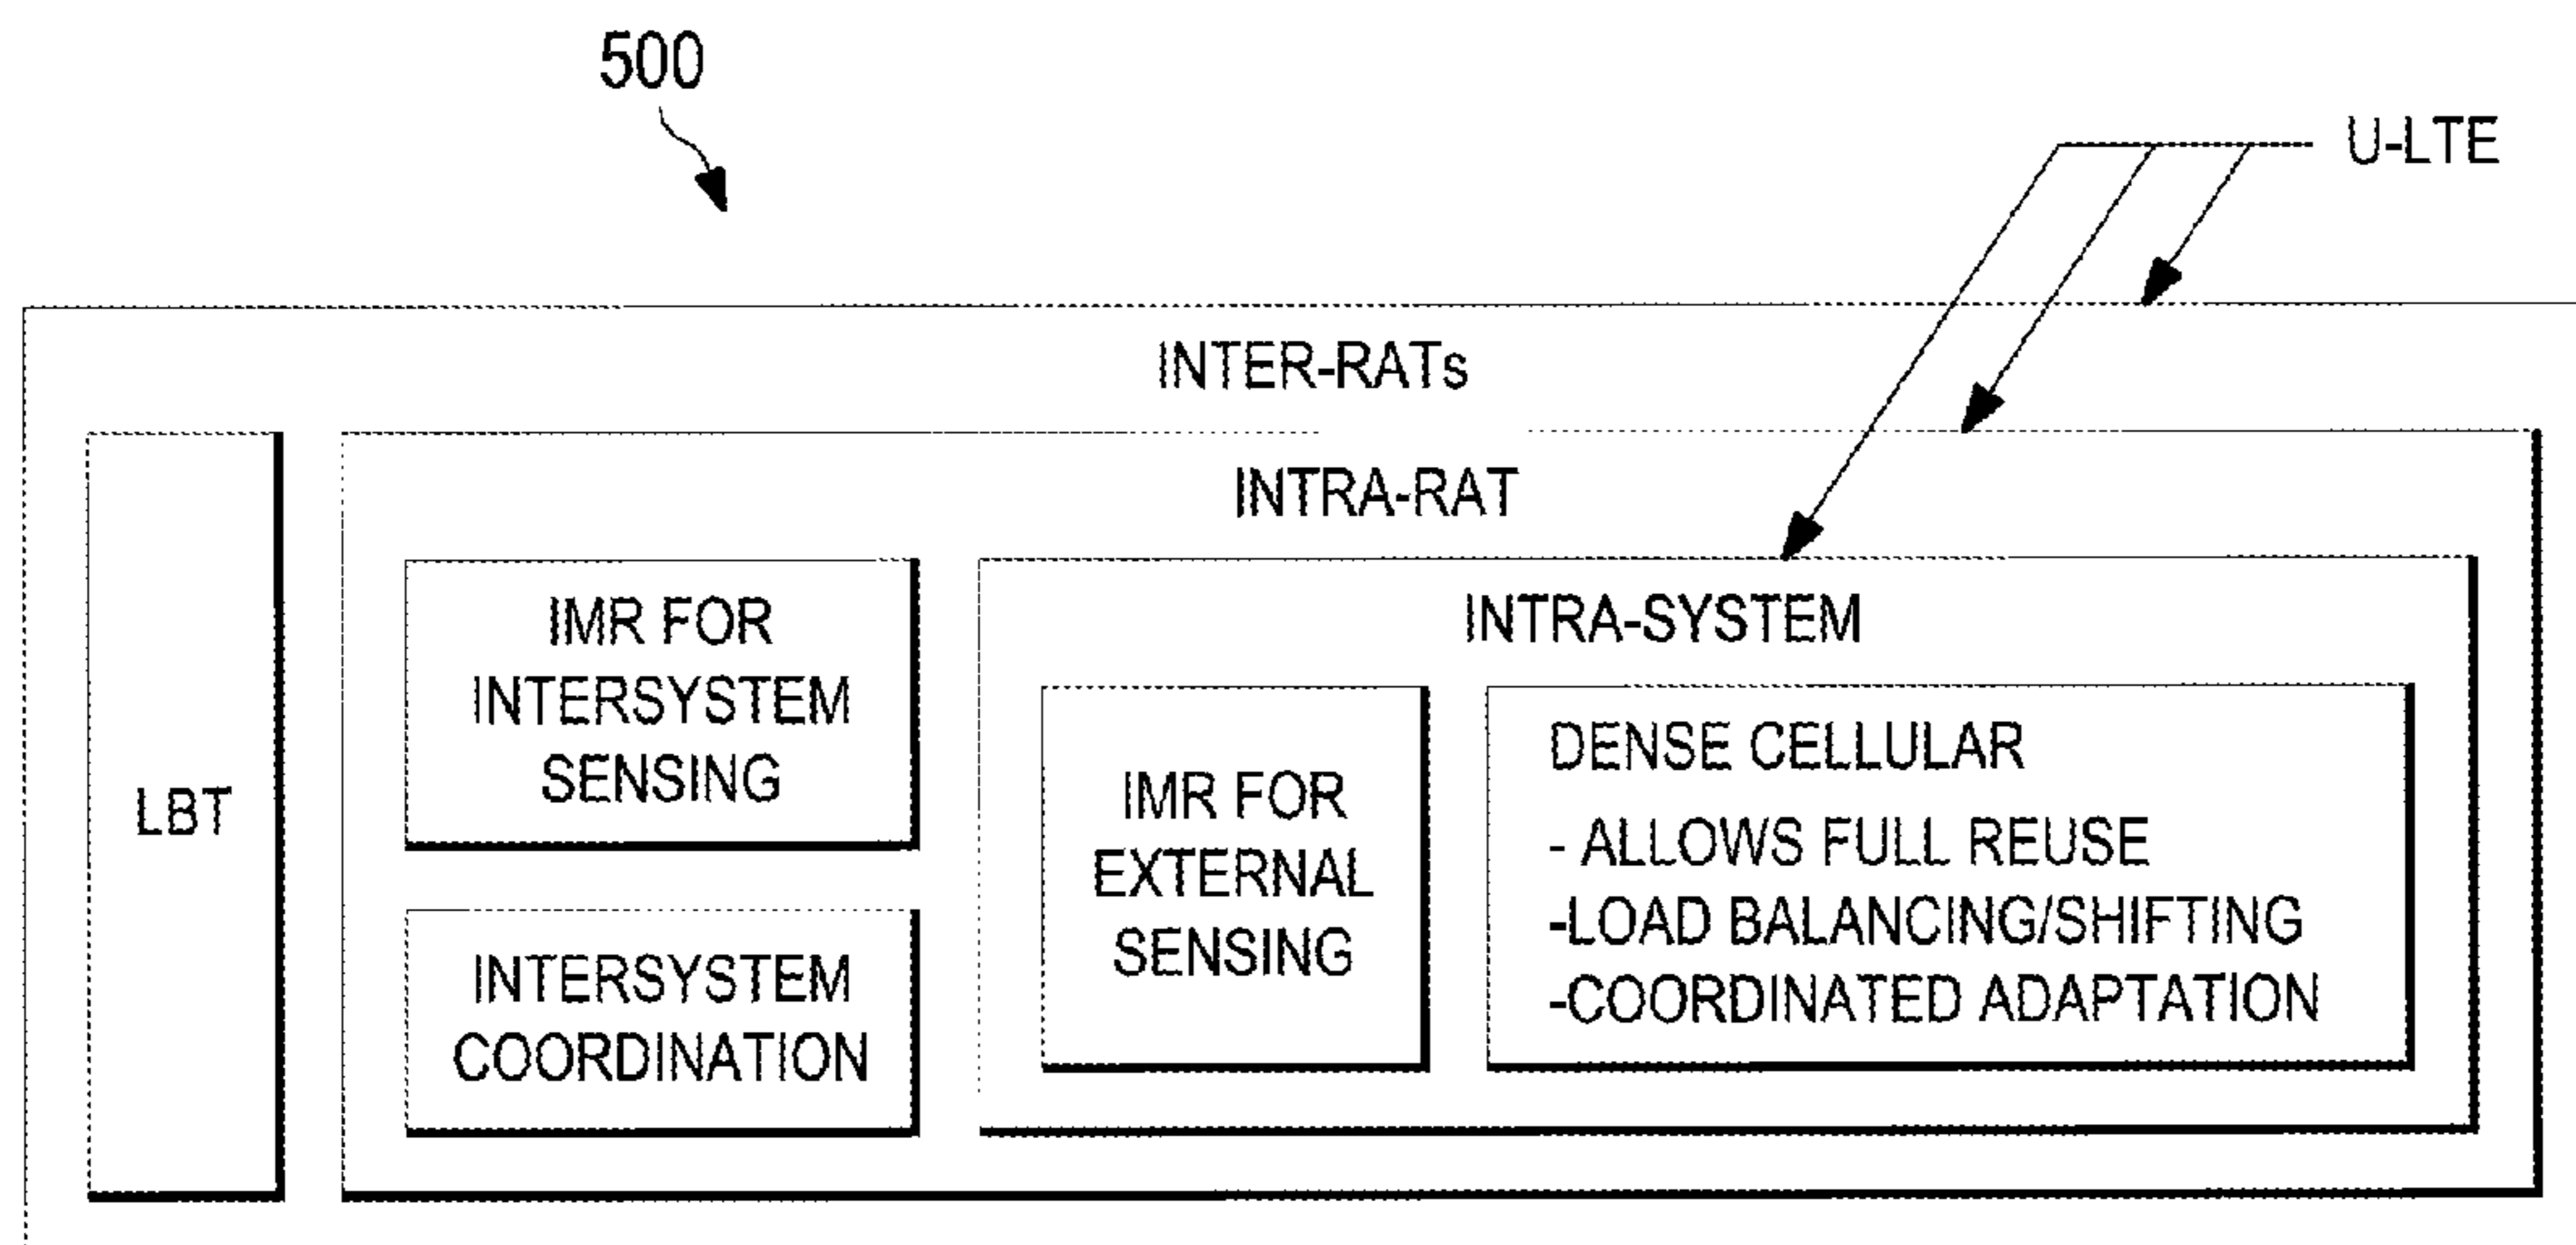 500
U-LTE
INTER-RATs
INTRA-RAT
LBT
IMR FOR
INTERSYSTEM
SENSING
INTERSYSTEM
COORDINATION
INTRA-SYSTEM
IMR FOR
EXTERNAL
SENSING
DENSE CELLULAR
- ALLOWS FULL REUSE
-LOAD BALANCING/SHIFTING
-COORDINATED ADAPTATION